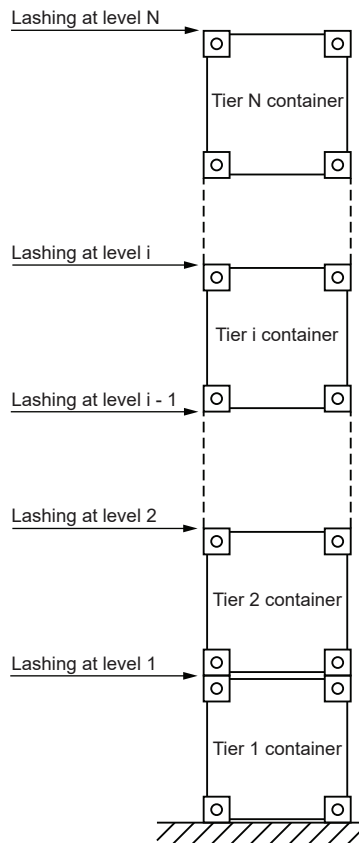 Lashing at level N
Tier N container
Lashing at level i
Tier i container
Lashing at level i - 1
Lashing at level 2
Tier 2 container
Lashing at level 1
Tier 1 container